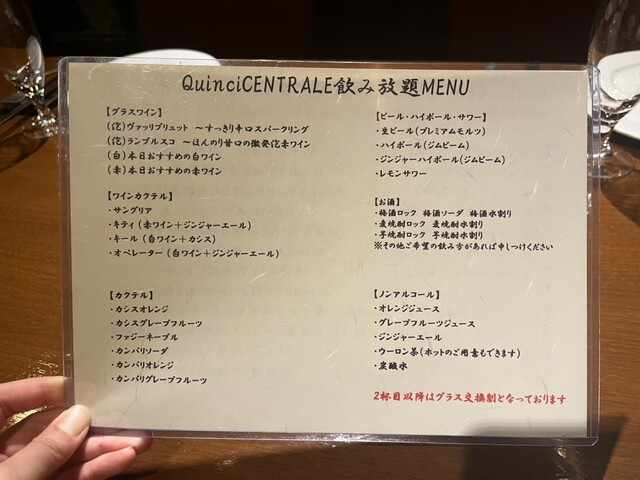 QuinciCENTRALE飲み放題MENU
【グラスワイン】
(泡)ヴァッリブリュット 〜すっきり辛口スパークリング
(泡)ランブルスコ 〜ほんのり甘口の微発泡赤ワイン
(白)本日おすすめの白ワイン
(赤)本日おすすめの赤ワイン
【ワインカクテル】
・サングリア
・キティ(赤ワイン＋ジンジャーエール)
・キール(白ワイン＋カシス)
・オペレーター(白ワイン＋ジンジャーエール)
【カクテル】
・カシスオレンジ
・カシスグレープフルーツ
・ファジーネーブル
・カンパリソーダ
・カンパリオレンジ
・カンパリグレープフルーツ
【ビール・ハイボール・サワー】
・生ビール(プレミアムモルツ)
・ハイボール(ジムビーム)
・ジンジャーハイボール(ジムビーム)
・レモンサワー
【お酒】
・梅酒ロック 梅酒ソーダ 梅酒水割り
・麦焼酎ロック 麦焼酎水割り
・芋焼酎ロック 芋焼酎水割り
※その他ご希望の飲み方があれば申しつけください
【ノンアルコール】
・オレンジジュース
・グレープフルーツジュース
・ジンジャーエール
・ウーロン茶(ホットのご用意もできます)
・炭酸水
2杯目以降はグラス交換制となっております